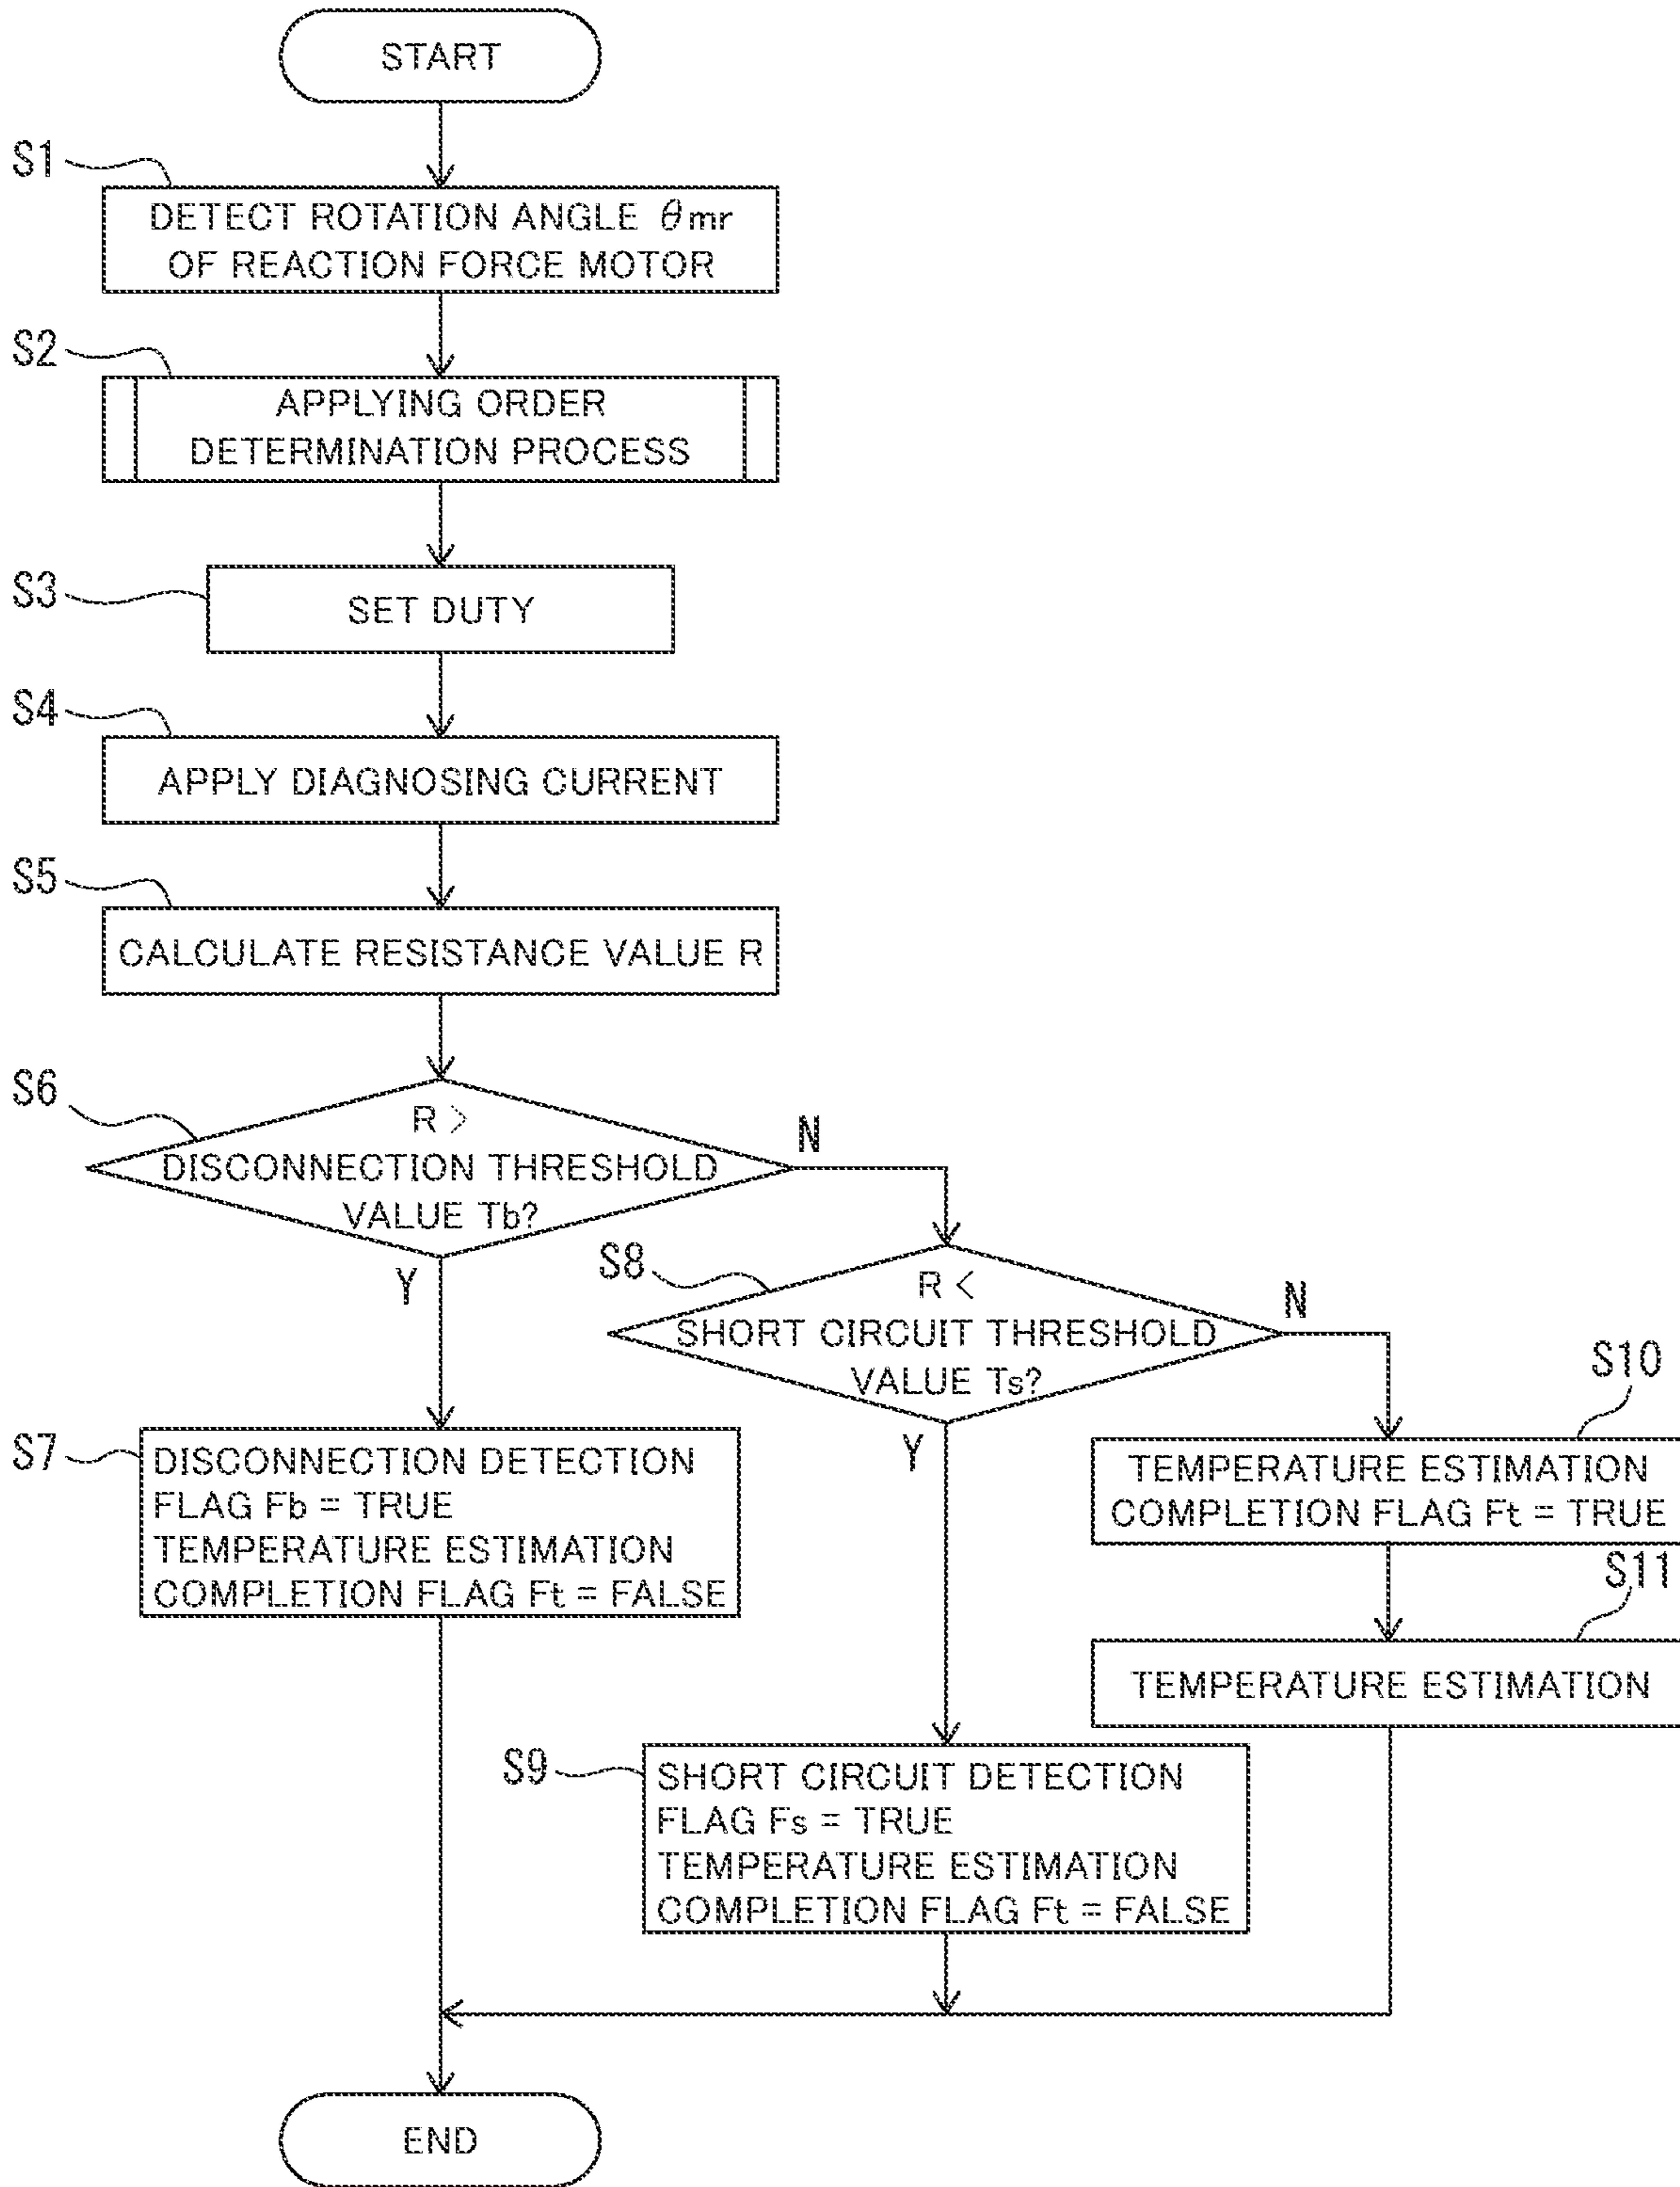 START
S1
DETECT ROTATION ANGLE θmr
OF REACTION FORCE MOTOR
S2
APPLYING ORDER
DETERMINATION PROCESS
S3
SET DUTY
S4
APPLY DIAGNOSING CURRENT
S5
CALCULATE RESISTANCE VALUE R
S6
R >
DISCONNECTION THRESHOLD
VALUE Tb?
N
Y
S8
R <
SHORT CIRCUIT THRESHOLD
VALUE Ts?
N
Y
S7
DISCONNECTION DETECTION
FLAG Fb = TRUE
TEMPERATURE ESTIMATION
COMPLETION FLAG Ft = FALSE
S10
TEMPERATURE ESTIMATION
COMPLETION FLAG Ft = TRUE
S11
TEMPERATURE ESTIMATION
S9
SHORT CIRCUIT DETECTION
FLAG Fs = TRUE
TEMPERATURE ESTIMATION
COMPLETION FLAG Ft = FALSE
END